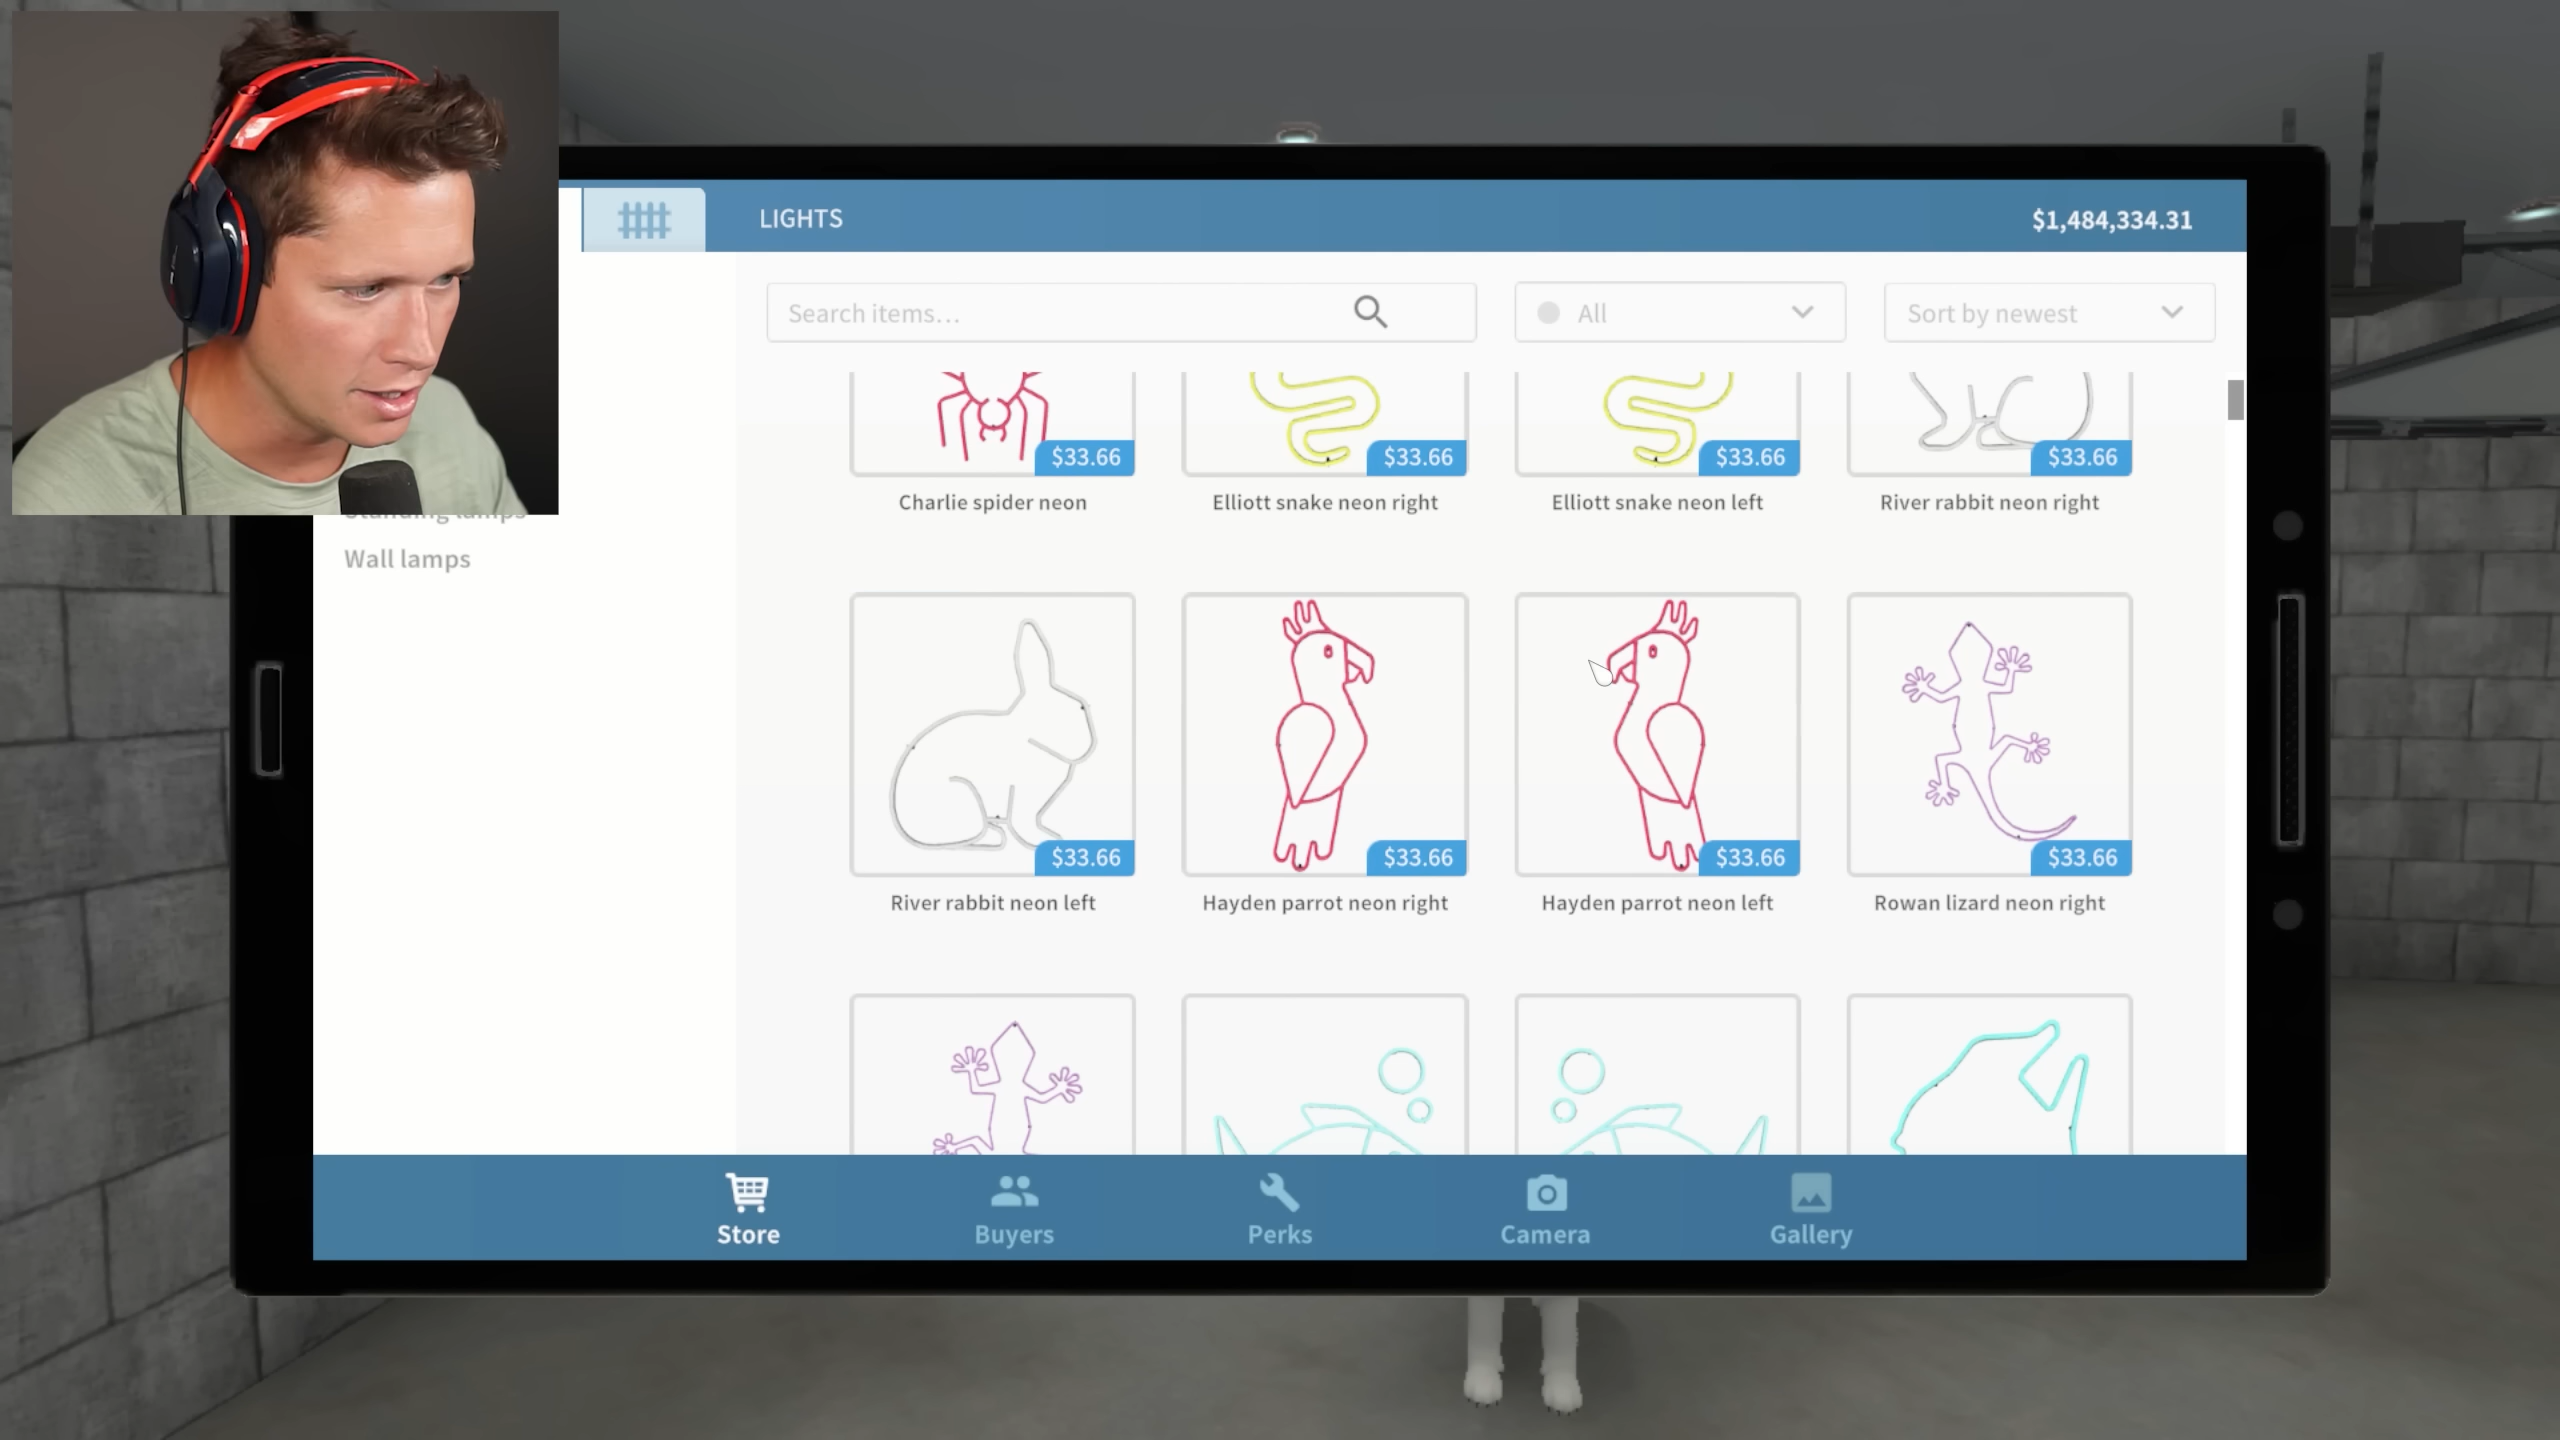 LIGHTS
$1,484,334.31
Search items...
All
Sort by newest
Standing lamps
Wall lamps
$33.66
$33.66
$33.66
$33.66
Charlie spider neon
Elliott snake neon right
Elliott snake neon left
River rabbit neon right
$33.66
$33.66
$33.66
$33.66
River rabbit neon left
Hayden parrot neon right
Hayden parrot neon left
Rowan lizard neon right
Store
Buyers
Perks
Camera
Gallery